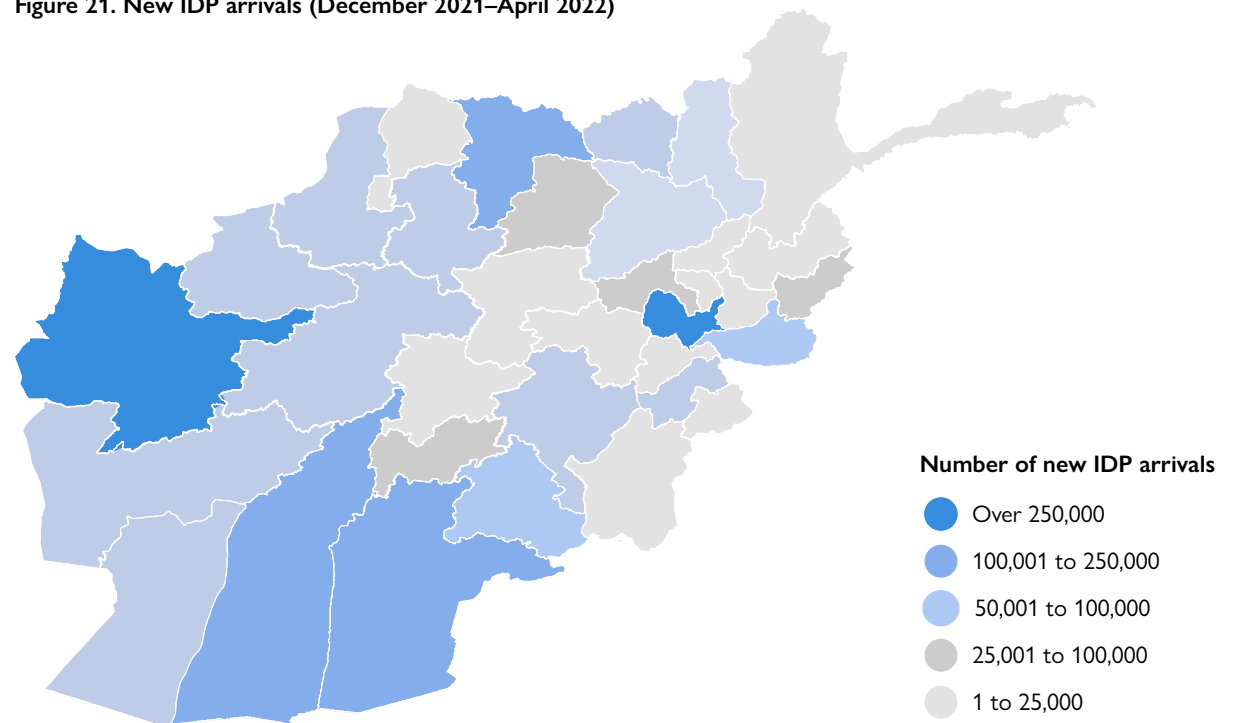 Figure 21. New IDP arrivals (December 2021–April 2022)
Number of new IDP arrivals
Over 250,000
100,001 to 250,000
50,001 to 100,000
25,001 to 100,000
1 to 25,000